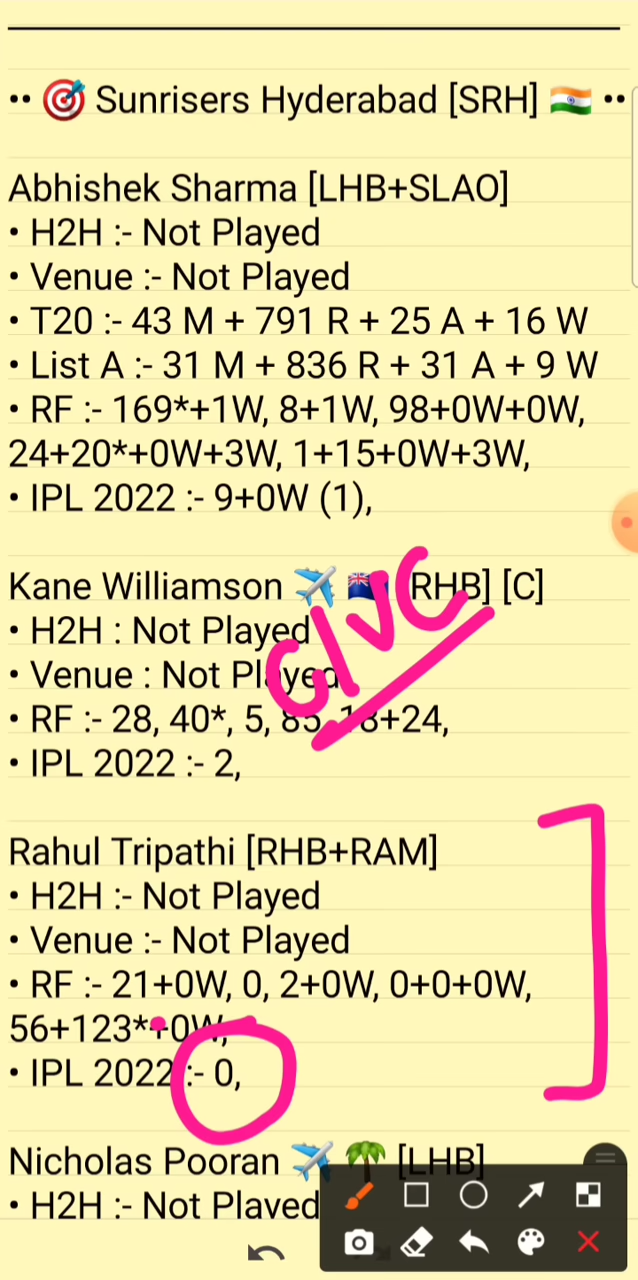 •• 🎯 Sunrisers Hyderabad [SRH] 🇮🇳 ••
Abhishek Sharma [LHB+SLAO]
• H2H :- Not Played
• Venue :- Not Played
• T20 :- 43 M + 791 R + 25 A + 16 W
• List A :- 31 M + 836 R + 31 A + 9 W
• RF :- 169*+1W, 8+1W, 98+0W+0W,
24+20*+0W+3W, 1+15+0W+3W,
• IPL 2022 :- 9+0W (1),
Kane Williamson ✈️ 🇳🇿 [RHB] [C]
C/VC
• H2H : Not Played
• Venue : Not Played
• RF :- 28, 40*, 5, 85, 18+24,
• IPL 2022 :- 2,
Rahul Tripathi [RHB+RAM]
• H2H :- Not Played
• Venue :- Not Played
• RF :- 21+0W, 0, 2+0W, 0+0+0W,
56+123*+0W,
• IPL 2022 :- 0,
Nicholas Pooran ✈️ 🌴 [LHB]
• H2H :- Not Played